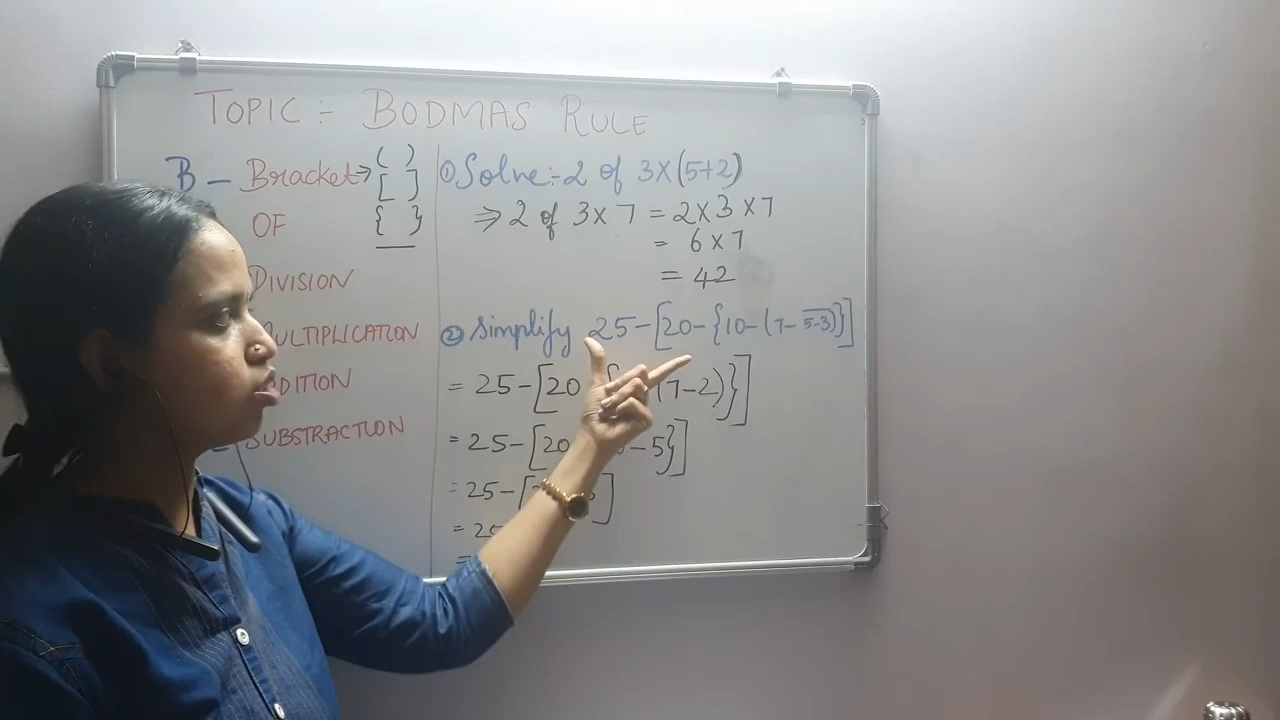 TOPIC :- BODMAS RULE
B - Bracket → ( )
[ ]
OF { }
DIVISION
MULTIPLICATION
ADDITION
SUBSTRACTION
① Solve:- 2 of 3×(5+2)
⇒ 2 of 3×7 = 2×3×7
= 6×7
= 42
② Simplify 25-[20-{10-(7-5̅-̅3̅)}]
= 25-[20 (7-2)}]
= 25-[20 -5}]
= 25-[ ]
=
=